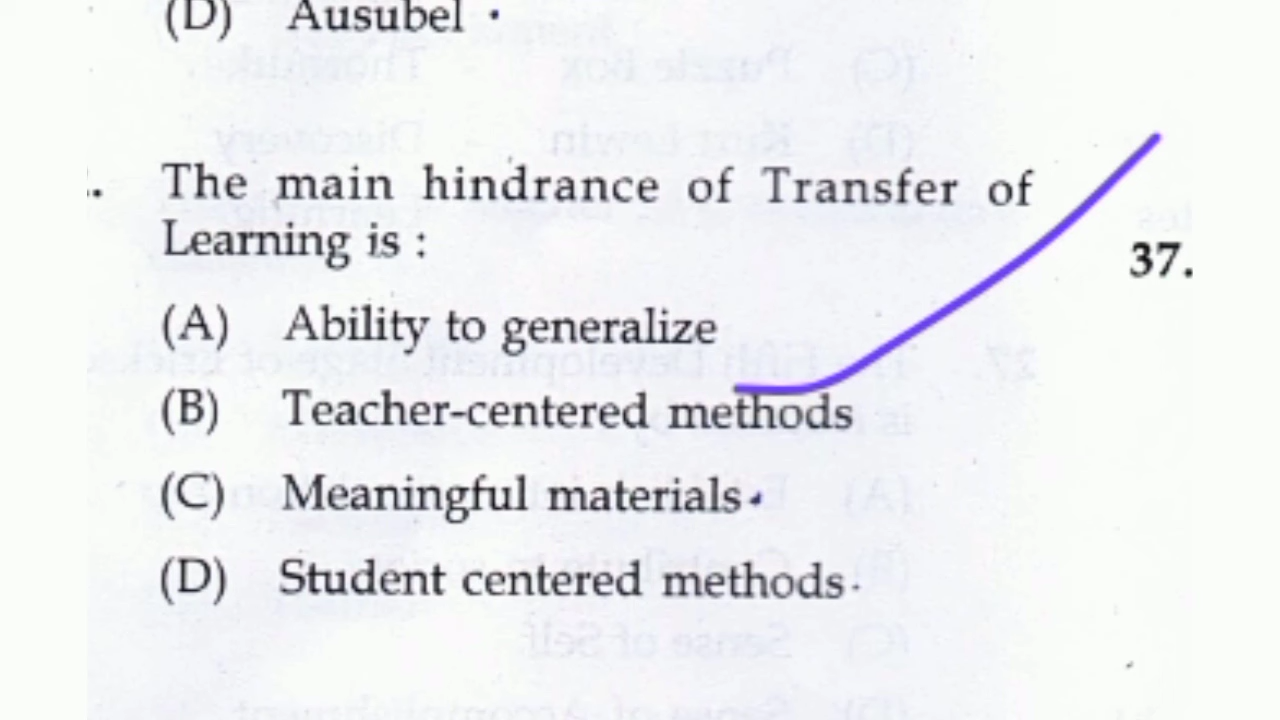 (D) Ausubel
. The main hindrance of Transfer of
Learning is :
37.
(A) Ability to generalize
(B) Teacher-centered methods
(C) Meaningful materials
(D) Student centered methods